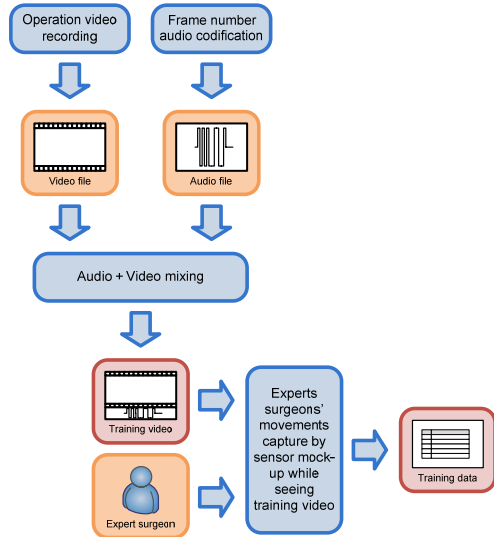 Operation video
recording
Frame number
audio codification
Video file
Audio file
Audio + Video mixing
Training video
Expert surgeon
Experts
surgeons'
movements
capture by
sensor mock-
up while
seeing
training video
Training data